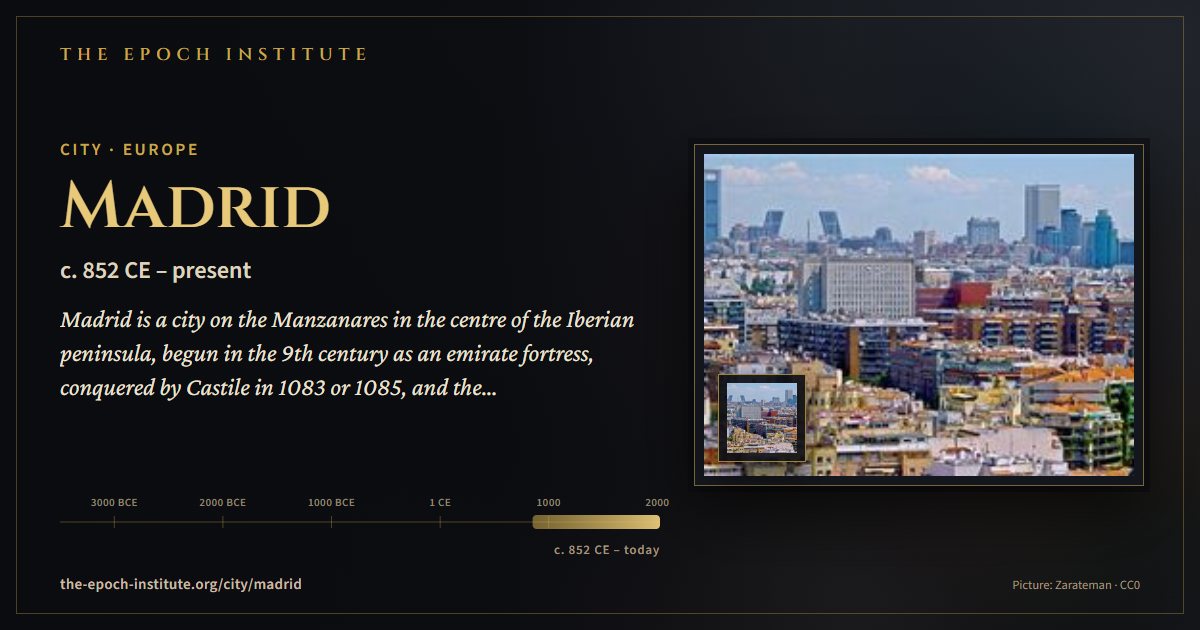 THE EPOCH INSTITUTE
CITY · EUROPE
MADRID
c. 852 CE – present
Madrid is a city on the Manzanares in the centre of the Iberian
peninsula, begun in the 9th century as an emirate fortress,
conquered by Castile in 1083 or 1085, and the...
3000 BCE 2000 BCE 1000 BCE 1 CE 1000 2000
c. 852 CE – today
the-epoch-institute.org/city/madrid
Picture: Zarateman · CC0